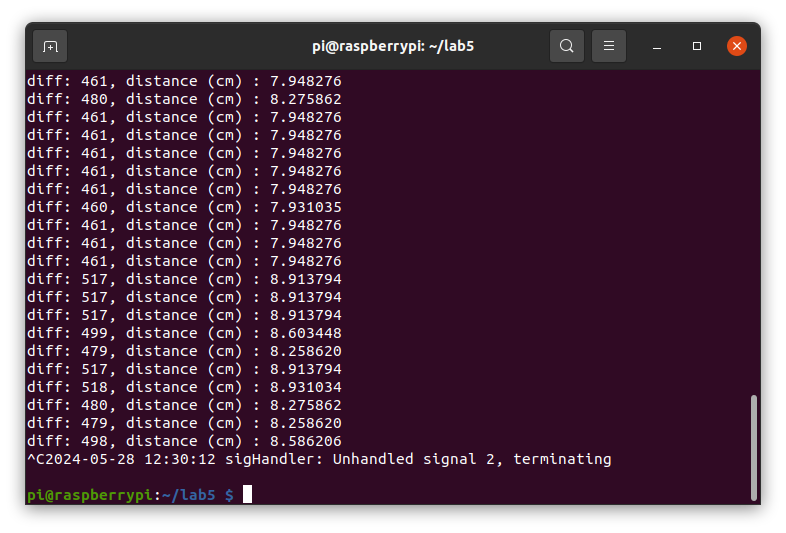 pi@raspberrypi: ~/lab5
diff: 461, distance (cm) : 7.948276
diff: 480, distance (cm) : 8.275862
diff: 461, distance (cm) : 7.948276
diff: 461, distance (cm) : 7.948276
diff: 461, distance (cm) : 7.948276
diff: 461, distance (cm) : 7.948276
diff: 461, distance (cm) : 7.948276
diff: 460, distance (cm) : 7.931035
diff: 461, distance (cm) : 7.948276
diff: 461, distance (cm) : 7.948276
diff: 461, distance (cm) : 7.948276
diff: 517, distance (cm) : 8.913794
diff: 517, distance (cm) : 8.913794
diff: 517, distance (cm) : 8.913794
diff: 499, distance (cm) : 8.603448
diff: 479, distance (cm) : 8.258620
diff: 517, distance (cm) : 8.913794
diff: 518, distance (cm) : 8.931034
diff: 480, distance (cm) : 8.275862
diff: 479, distance (cm) : 8.258620
diff: 498, distance (cm) : 8.586206
^C2024-05-28 12:30:12 sigHandler: Unhandled signal 2, terminating
pi@raspberrypi:~/lab5 $